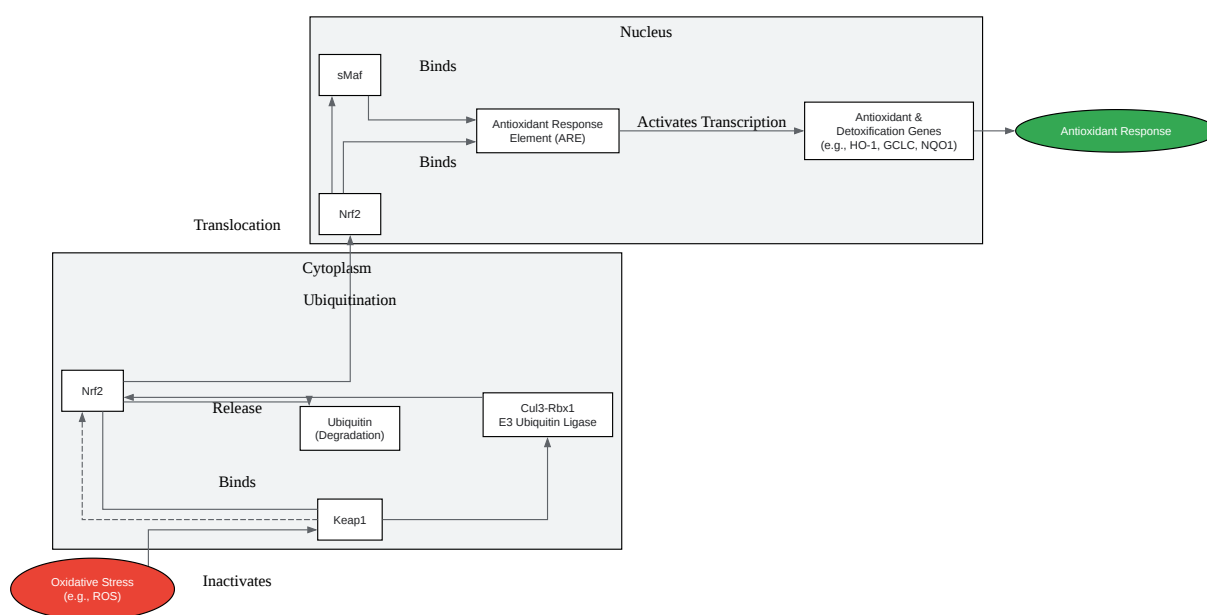 Nucleus
sMaf
Binds
Antioxidant Response
Element (ARE)
Activates Transcription
Antioxidant &
Detoxification Genes
(e.g., HO-1, GCLC, NQO1)
Antioxidant Response
Binds
Nrf2
Translocation
Cytoplasm
Ubiquitination
Nrf2
Release
Ubiquitin
(Degradation)
Cul3-Rbx1
E3 Ubiquitin Ligase
Binds
Keap1
Oxidative Stress
(e.g., ROS)
Inactivates